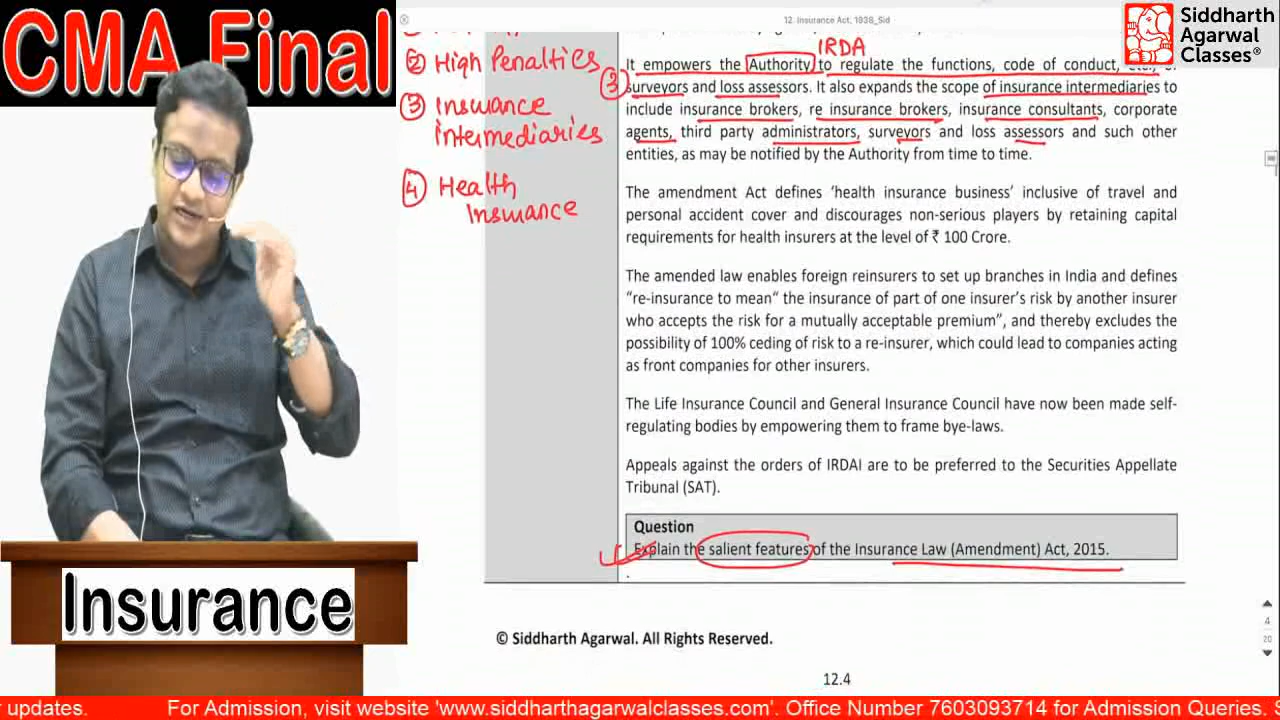 CMA Final
12. Insurance Act, 1938_Sid
Siddharth
Agarwal
Classes®
② High Penalties
③ Insurance
intermediaries
④ Health
Insurance
IRDA
It empowers the Authority to regulate the functions, code of conduct,
③
surveyors and loss assessors. It also expands the scope of insurance intermediaries to
include insurance brokers, re insurance brokers, insurance consultants, corporate
agents, third party administrators, surveyors and loss assessors and such other
entities, as may be notified by the Authority from time to time.
The amendment Act defines ‘health insurance business’ inclusive of travel and
personal accident cover and discourages non-serious players by retaining capital
requirements for health insurers at the level of ₹ 100 Crore.
The amended law enables foreign reinsurers to set up branches in India and defines
“re-insurance to mean“ the insurance of part of one insurer’s risk by another insurer
who accepts the risk for a mutually acceptable premium”, and thereby excludes the
possibility of 100% ceding of risk to a re-insurer, which could lead to companies acting
as front companies for other insurers.
The Life Insurance Council and General Insurance Council have now been made self-
regulating bodies by empowering them to frame bye-laws.
Appeals against the orders of IRDAI are to be preferred to the Securities Appellate
Tribunal (SAT).
Question
Explain the salient features of the Insurance Law (Amendment) Act, 2015.
© Siddharth Agarwal. All Rights Reserved.
12.4
4
20
Insurance
r updates. For Admission, visit website 'www.siddharthagarwalclasses.com'. Office Number 7603093714 for Admission Queries. S